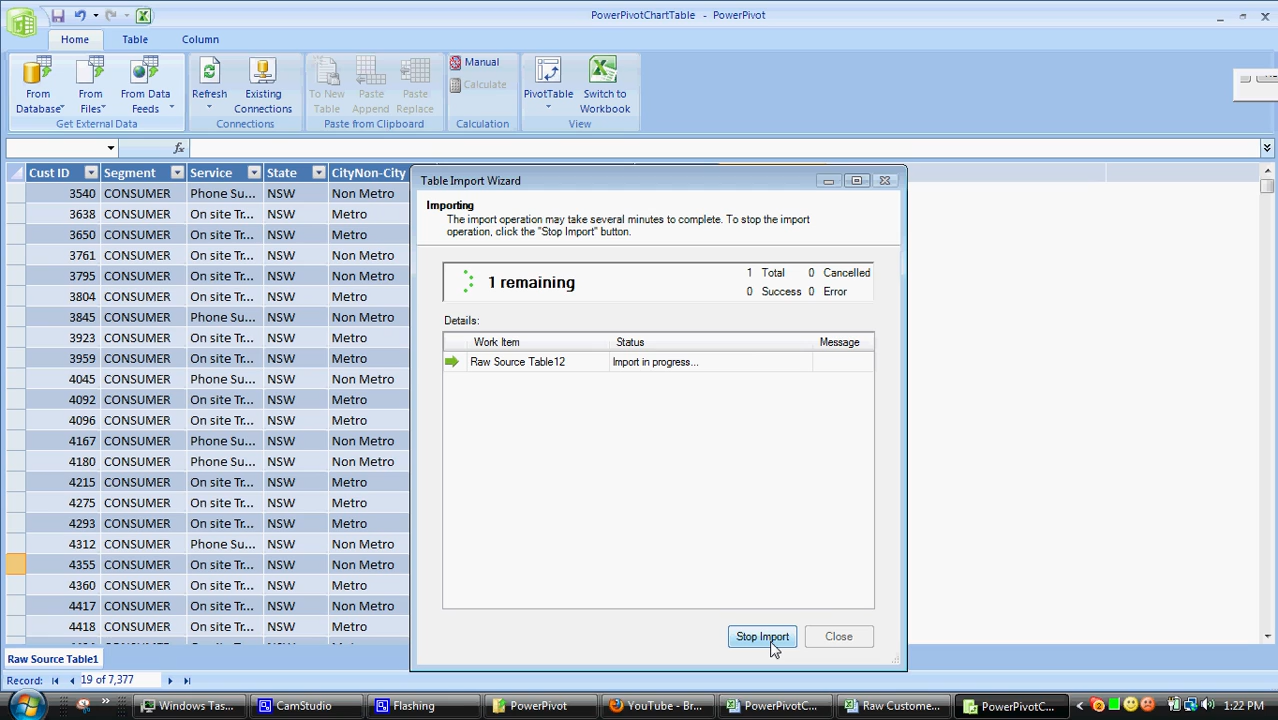 PowerPivotChartTable - PowerPivot
Home Table Column
From Database From Files From Data Feeds Refresh Existing Connections To New Table Paste Append Paste Replace Manual Calculate PivotTable Switch to Workbook
Get External Data Connections Paste from Clipboard Calculation View
fx
Cust ID Segment Service State CityNon-City
3540 CONSUMER Phone Su... NSW Non Metro
3638 CONSUMER On site Tr... NSW Metro
3650 CONSUMER On site Tr... NSW Metro
3761 CONSUMER Phone Su... NSW Non Metro
3795 CONSUMER On site Tr... NSW Non Metro
3804 CONSUMER On site Tr... NSW Metro
3845 CONSUMER Phone Su... NSW Non Metro
3923 CONSUMER On site Tr... NSW Metro
3959 CONSUMER On site Tr... NSW Metro
4045 CONSUMER Phone Su... NSW Non Metro
4092 CONSUMER On site Tr... NSW Metro
4096 CONSUMER On site Tr... NSW Metro
4167 CONSUMER Phone Su... NSW Non Metro
4180 CONSUMER Phone Su... NSW Non Metro
4215 CONSUMER On site Tr... NSW Metro
4275 CONSUMER On site Tr... NSW Metro
4293 CONSUMER On site Tr... NSW Metro
4312 CONSUMER Phone Su... NSW Non Metro
4355 CONSUMER On site Tr... NSW Non Metro
4360 CONSUMER On site Tr... NSW Metro
4417 CONSUMER On site Tr... NSW Non Metro
4418 CONSUMER On site Tr... NSW Metro
Table Import Wizard
Importing
The import operation may take several minutes to complete. To stop the import
operation, click the "Stop Import" button.
1 remaining
1 Total 0 Cancelled
0 Success 0 Error
Details:
Work Item Status Message
Raw Source Table12 Import in progress...
Stop Import Close
Raw Source Table1
Record: 19 of 7,377
Windows Tas... CamStudio Flashing PowerPivot YouTube - Br... PowerPivotC... Raw Custome... PowerPivotC... 1:22 PM